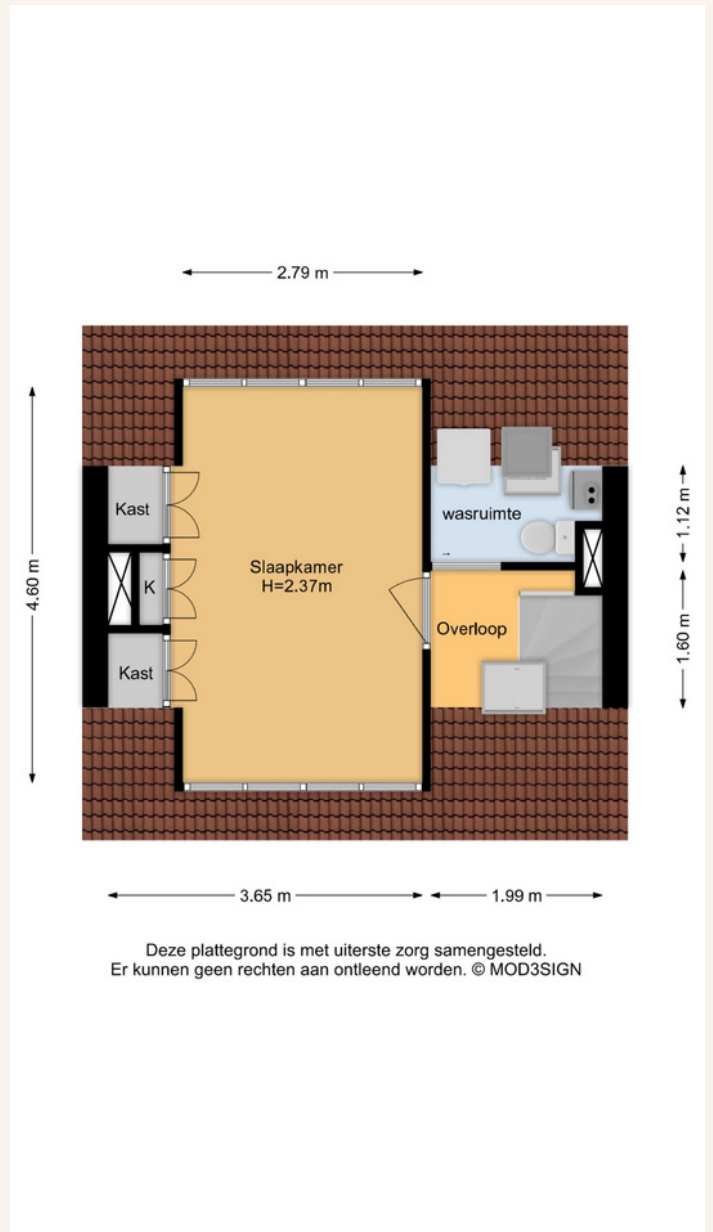 2.79 m
Kast
wasruimte
1.12 m
4.60 m
Slaapkamer
H=2.37m
K
Overloop
1.60 m
Kast
3.65 m
1.99 m
Deze plattegrond is met uiterste zorg samengesteld.
Er kunnen geen rechten aan ontleend worden. © MOD3SIGN